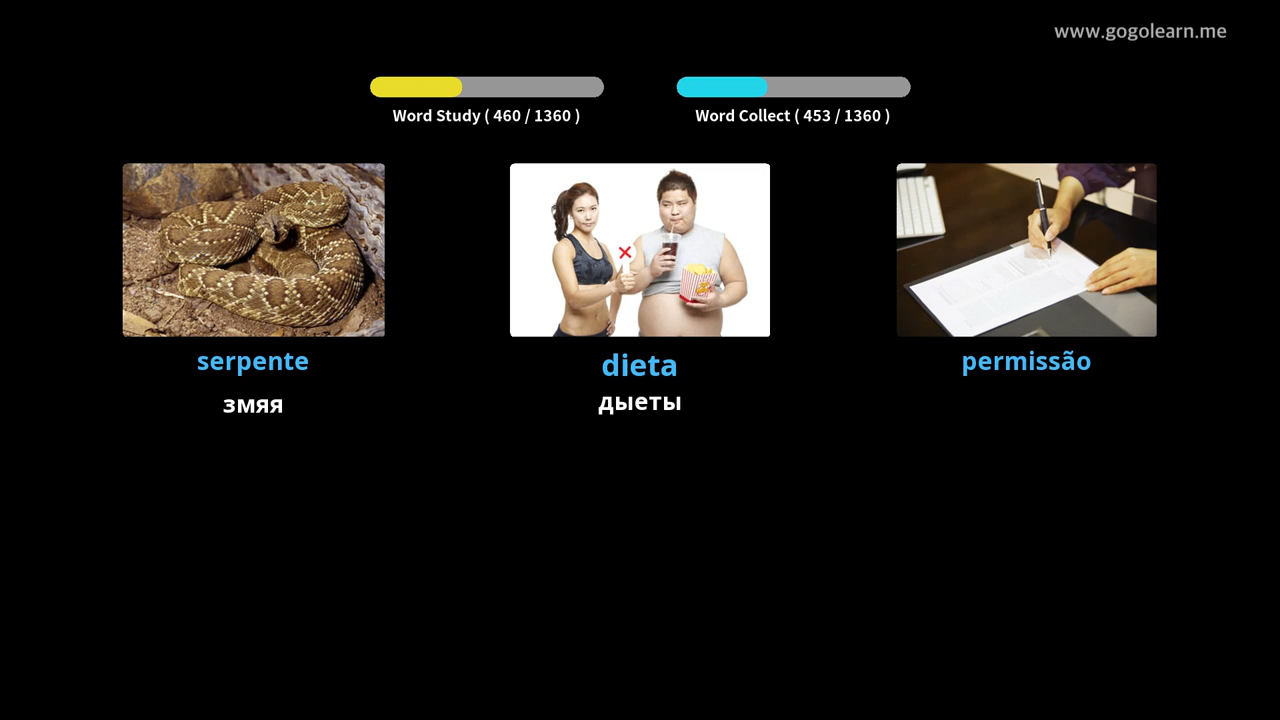 www.gogolearn.me
Word Study ( 460 / 1360 )
Word Collect ( 453 / 1360 )
serpente
dieta
permissão
змяя
дыеты